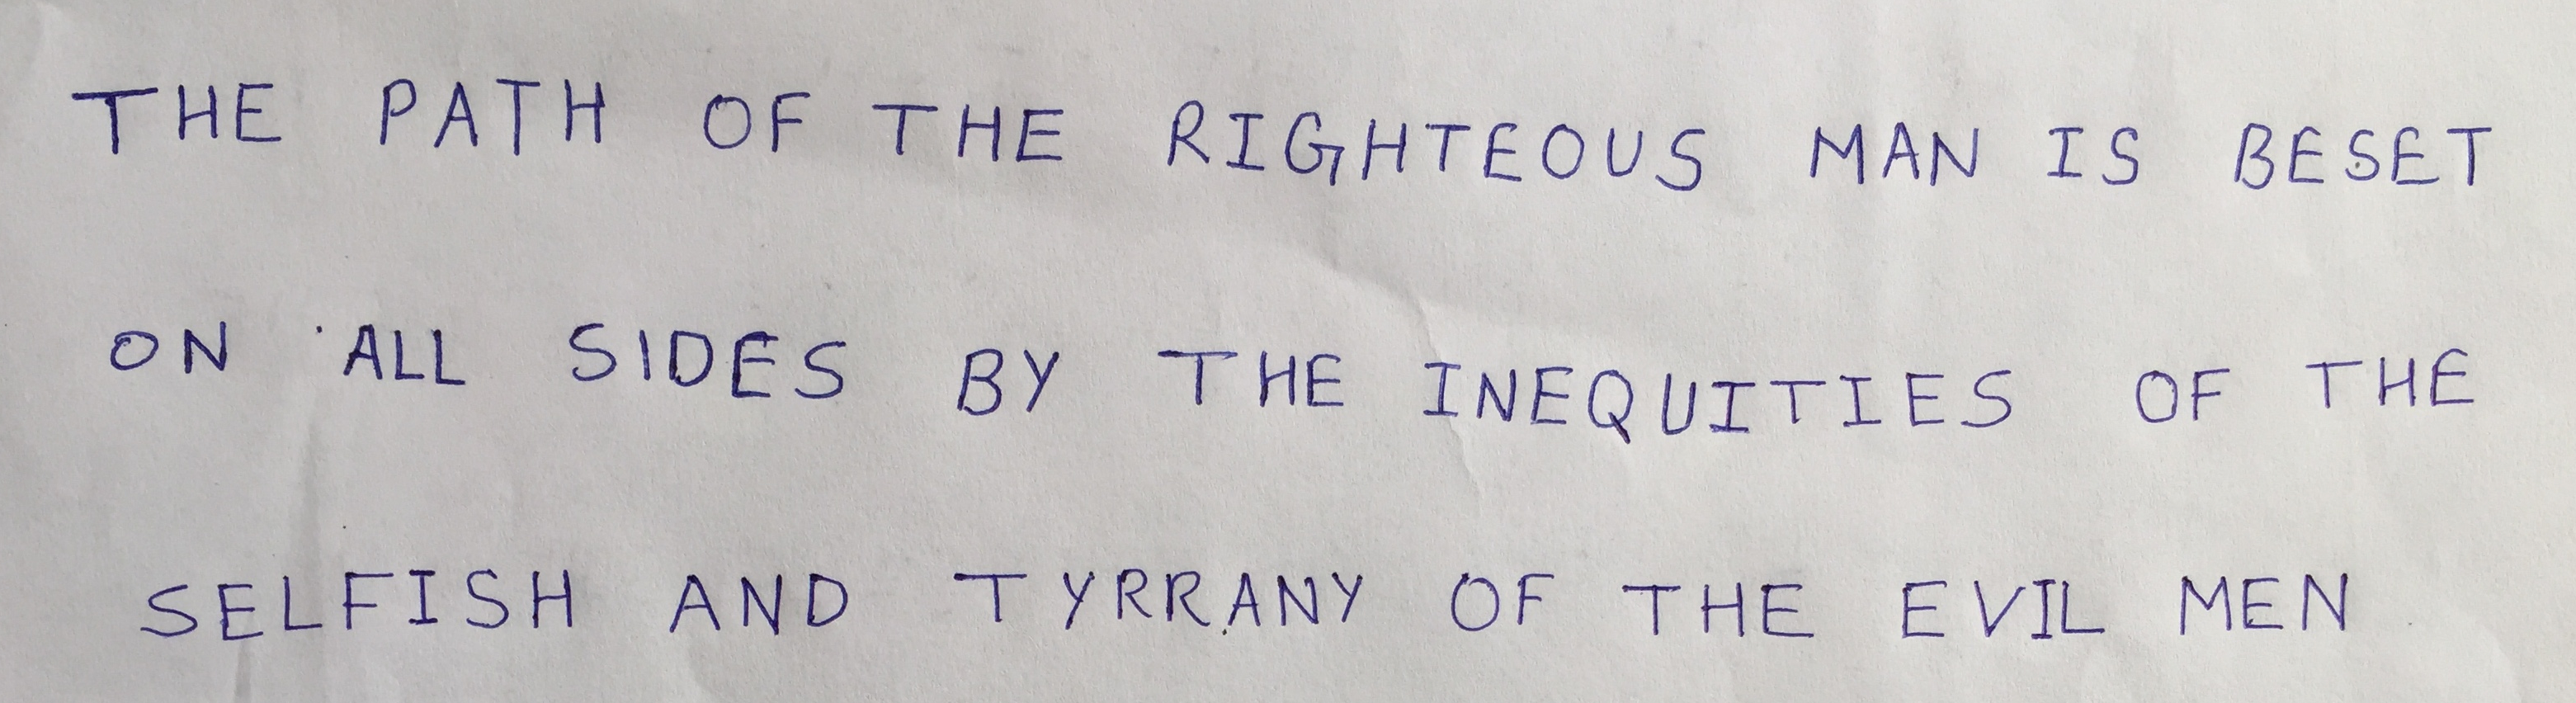 THE PATH OF THE RIGHTEOUS MAN IS BESET
ON ALL SIDES BY THE INEQUITIES OF THE
SELFISH AND TYRRANY OF THE EVIL MEN